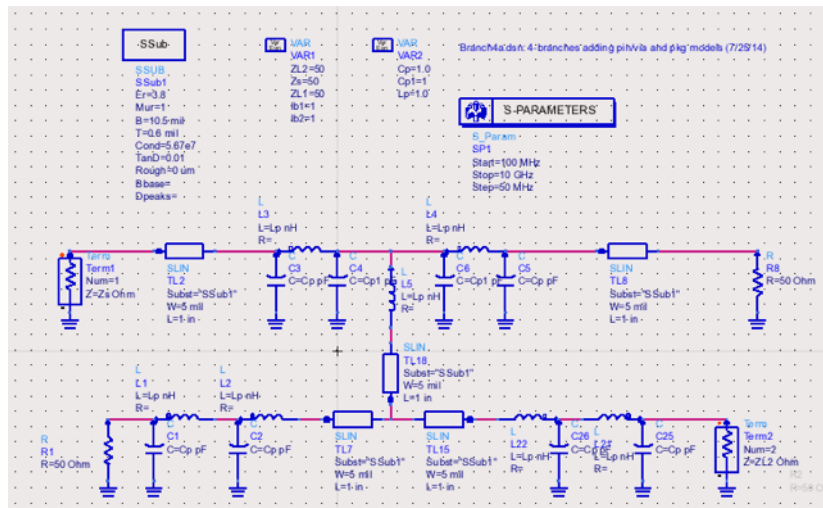 SSub
SSUB
SSub1
Er=3.8
Mur=1
B=10.5 mil
T=0.6 mil
Cond=5.67e7
TanD=0.01
Rough=0 um
Bbase=
Dpeaks=
VAR
VAR1
ZL2=50
Zs=50
ZL1=50
lb1=1
lb2=1
VAR
VAR2
Cp=1.0
Cp1=1
Lp=1.0
Branch4a.dsn: 4-branches adding pin/via and pkg models (7/25/14)
S-PARAMETERS
S_Param
SP1
Start=100 MHz
Stop=10 GHz
Step=50 MHz
Term
Term1
Num=1
Z=Zs Ohm
SLIN
TL2
Subst="SSub1"
W=5 mil
L=1 in
L
L3
L=Lp nH
R=
C
C3
C=Cp pF
C
C4
C=Cp1 pF
L
L5
L=Lp nH
R=
L
L4
L=Lp nH
R=
C
C6
C=Cp1 pF
C
C5
C=Cp pF
SLIN
TL8
Subst="SSub1"
W=5 mil
L=1 in
R
R8
R=50 Ohm
SLIN
TL18
Subst="SSub1"
W=5 mil
L=1 in
R
R1
R=50 Ohm
L
L1
L=Lp nH
R=
C
C1
C=Cp pF
L
L2
L=Lp nH
R=
C
C2
C=Cp pF
SLIN
TL7
Subst="SSub1"
W=5 mil
L=1 in
SLIN
TL15
Subst="SSub1"
W=5 mil
L=1 in
L
L22
L=Lp nH
R=
C
C26
C=Cp pF
L
L=Lp nH
R=
C
C25
C=Cp pF
Term
Term2
Num=2
Z=ZL2 Ohm
R2